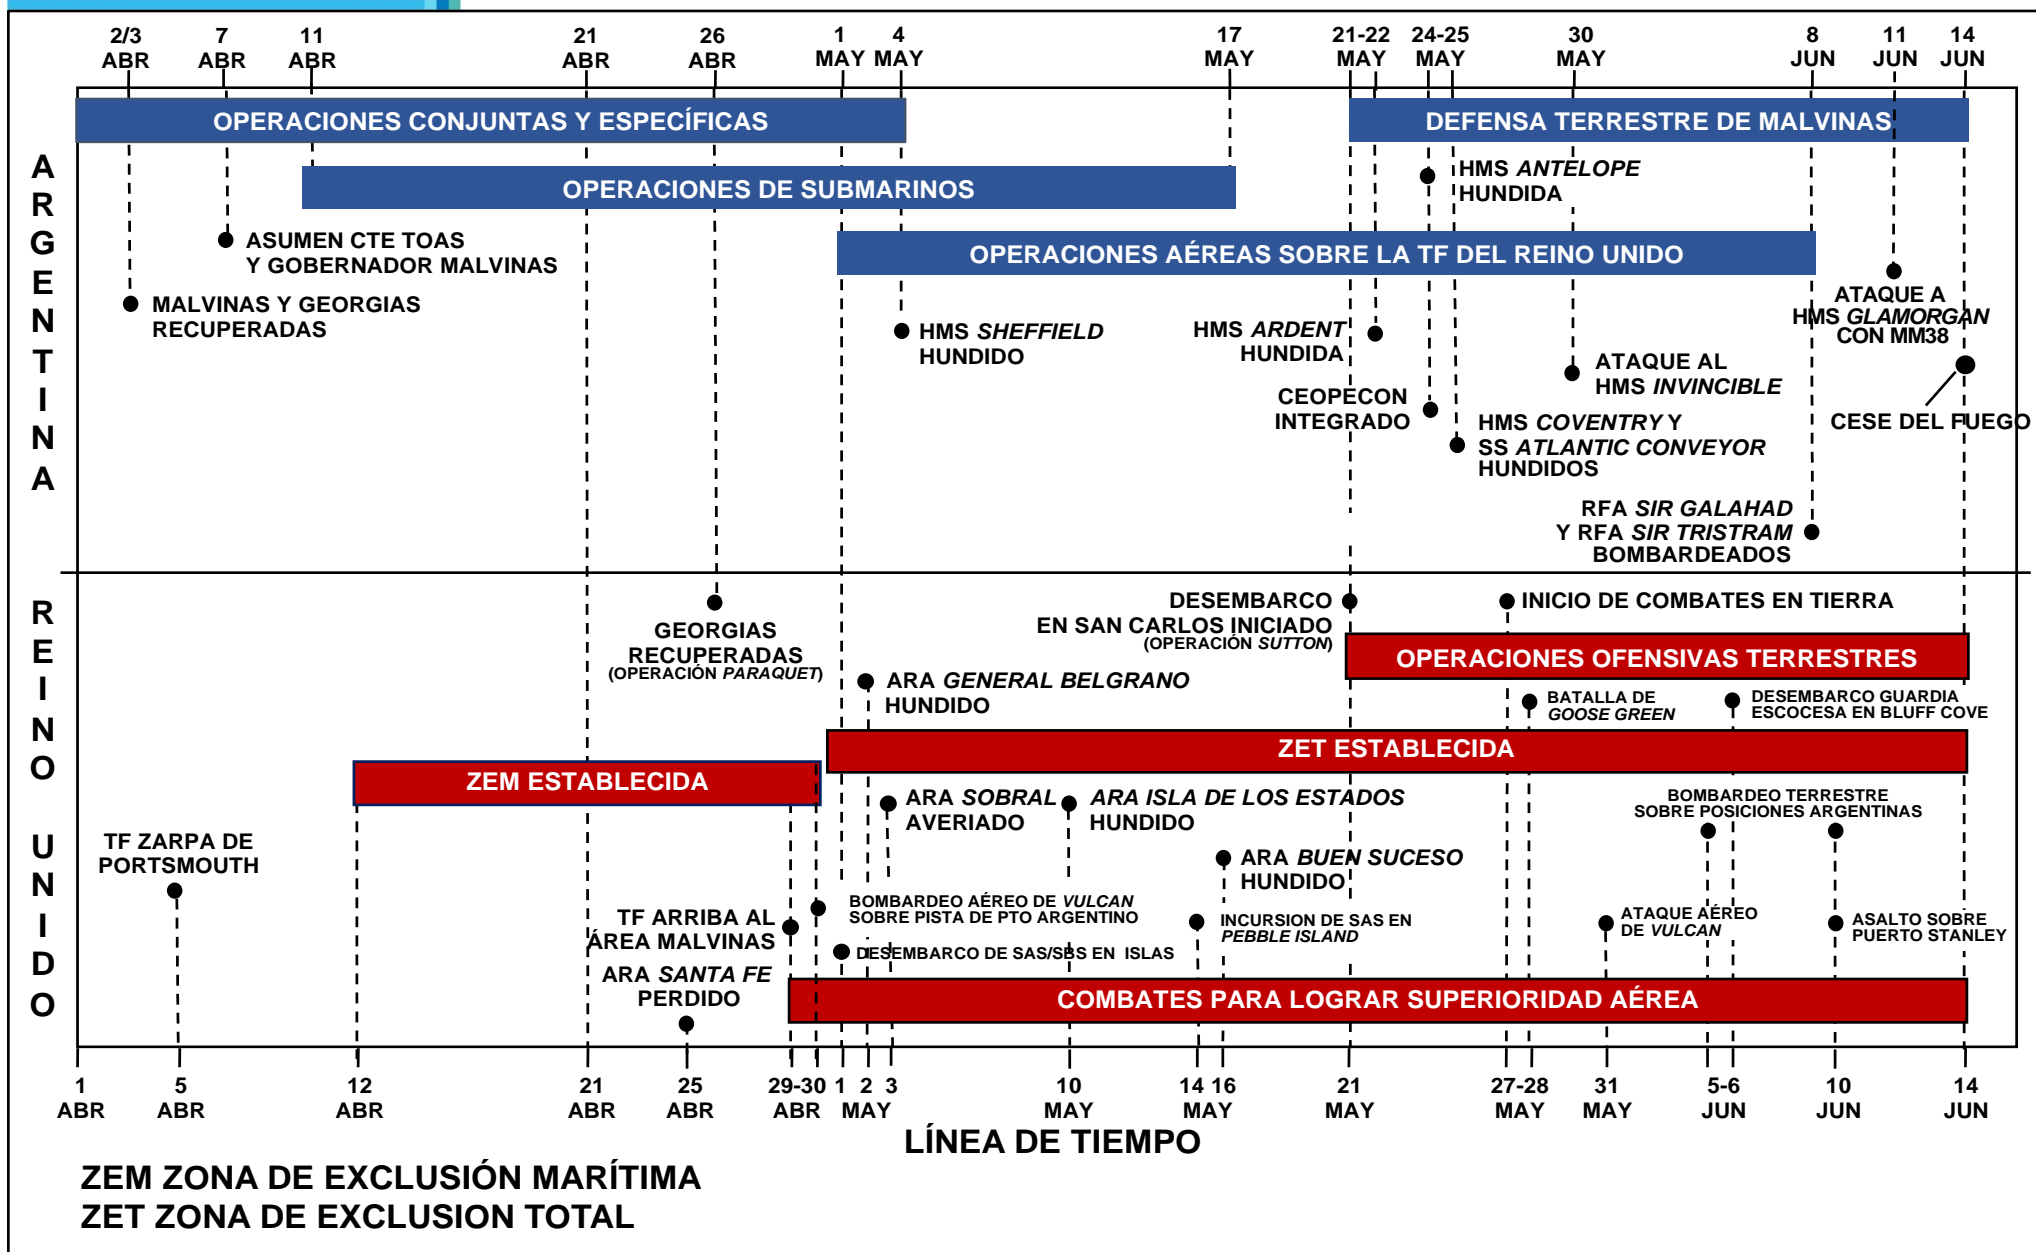 2/3 ABR
7 ABR
11 ABR
21 ABR
26 ABR
1 MAY
4 MAY
17 MAY
21-22 MAY
24-25 MAY
30 MAY
8 JUN
11 JUN
14 JUN
ARGENTINA
OPERACIONES CONJUNTAS Y ESPECÍFICAS
DEFENSA TERRESTRE DE MALVINAS
OPERACIONES DE SUBMARINOS
HMS ANTELOPE
HUNDIDA
ASUMEN CTE TOAS
Y GOBERNADOR MALVINAS
OPERACIONES AÉREAS SOBRE LA TF DEL REINO UNIDO
MALVINAS Y GEORGIAS
RECUPERADAS
HMS SHEFFIELD
HUNDIDO
HMS ARDENT
HUNDIDA
ATAQUE A
HMS GLAMORGAN
CON MM38
ATAQUE AL
HMS INVINCIBLE
CEOPECON
INTEGRADO
HMS COVENTRY Y
SS ATLANTIC CONVEYOR
HUNDIDOS
CESE DEL FUEGO
RFA SIR GALAHAD
Y RFA SIR TRISTRAM
BOMBARDEADOS
REINO UNIDO
GEORGIAS
RECUPERADAS
(OPERACIÓN PARAQUET)
DESEMBARCO
EN SAN CARLOS INICIADO
(OPERACIÓN SUTTON)
INICIO DE COMBATES EN TIERRA
OPERACIONES OFENSIVAS TERRESTRES
ARA GENERAL BELGRANO
HUNDIDO
BATALLA DE
GOOSE GREEN
DESEMBARCO GUARDIA
ESCOCESA EN BLUFF COVE
ZET ESTABLECIDA
ZEM ESTABLECIDA
ARA SOBRAL
AVERIADO
ARA ISLA DE LOS ESTADOS
HUNDIDO
BOMBARDEO TERRESTRE
SOBRE POSICIONES ARGENTINAS
TF ZARPA DE
PORTSMOUTH
ARA BUEN SUCESO
HUNDIDO
BOMBARDEO AÉREO DE VULCAN
SOBRE PISTA DE PTO ARGENTINO
TF ARRIBA AL
ÁREA MALVINAS
INCURSION DE SAS EN
PEBBLE ISLAND
ATAQUE AÉREO
DE VULCAN
ASALTO SOBRE
PUERTO STANLEY
DESEMBARCO DE SAS/SBS EN ISLAS
ARA SANTA FE
PERDIDO
COMBATES PARA LOGRAR SUPERIORIDAD AÉREA
1 ABR
5 ABR
12 ABR
21 ABR
25 ABR
29-30 ABR
1 2 3
MAY
10 MAY
14 16
MAY
21 MAY
27-28 MAY
31 MAY
5-6 JUN
10 JUN
14 JUN
LÍNEA DE TIEMPO
ZEM ZONA DE EXCLUSIÓN MARÍTIMA
ZET ZONA DE EXCLUSION TOTAL